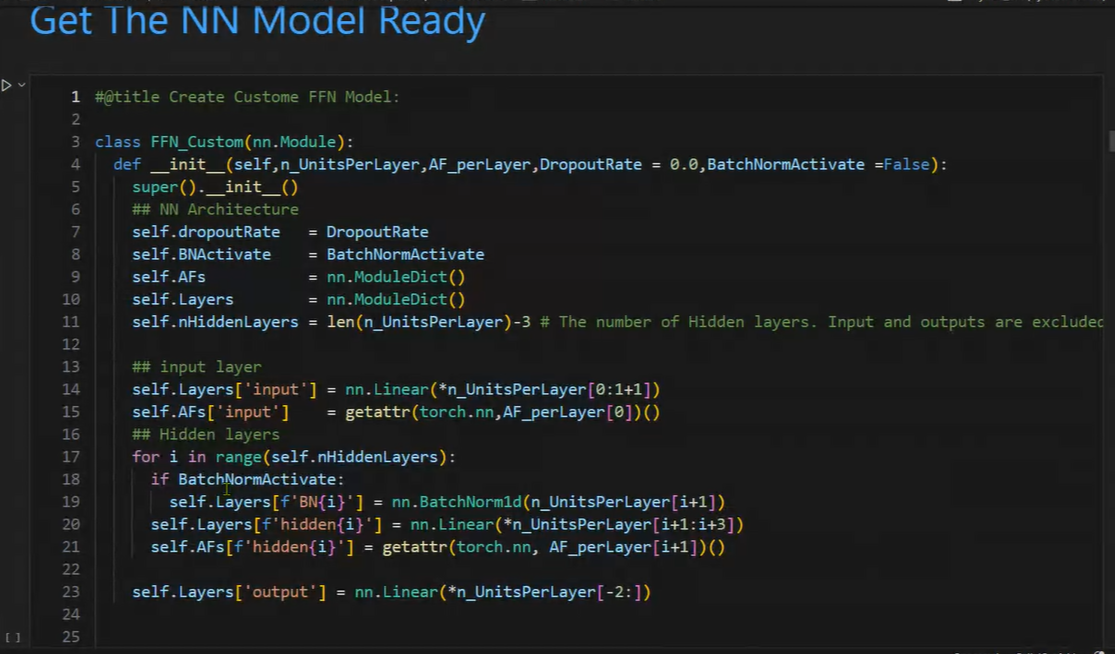 Get The NN Model Ready
1 #@title Create Custome FFN Model:
2
3 class FFN_Custom(nn.Module):
4 def __init__(self,n_UnitsPerLayer,AF_perLayer,DropoutRate = 0.0,BatchNormActivate =False):
5 super().__init__()
6 ## NN Architecture
7 self.dropoutRate = DropoutRate
8 self.BNActivate = BatchNormActivate
9 self.AFs = nn.ModuleDict()
10 self.Layers = nn.ModuleDict()
11 self.nHiddenLayers = len(n_UnitsPerLayer)-3 # The number of Hidden layers. Input and outputs are excluded
12
13 ## input layer
14 self.Layers['input'] = nn.Linear(*n_UnitsPerLayer[0:1+1])
15 self.AFs['input'] = getattr(torch.nn,AF_perLayer[0])()
16 ## Hidden layers
17 for i in range(self.nHiddenLayers):
18 if BatchNormActivate:
19 self.Layers[f'BN{i}'] = nn.BatchNorm1d(n_UnitsPerLayer[i+1])
20 self.Layers[f'hidden{i}'] = nn.Linear(*n_UnitsPerLayer[i+1:i+3])
21 self.AFs[f'hidden{i}'] = getattr(torch.nn, AF_perLayer[i+1])()
22
23 self.Layers['output'] = nn.Linear(*n_UnitsPerLayer[-2:])
24
25
[ ]